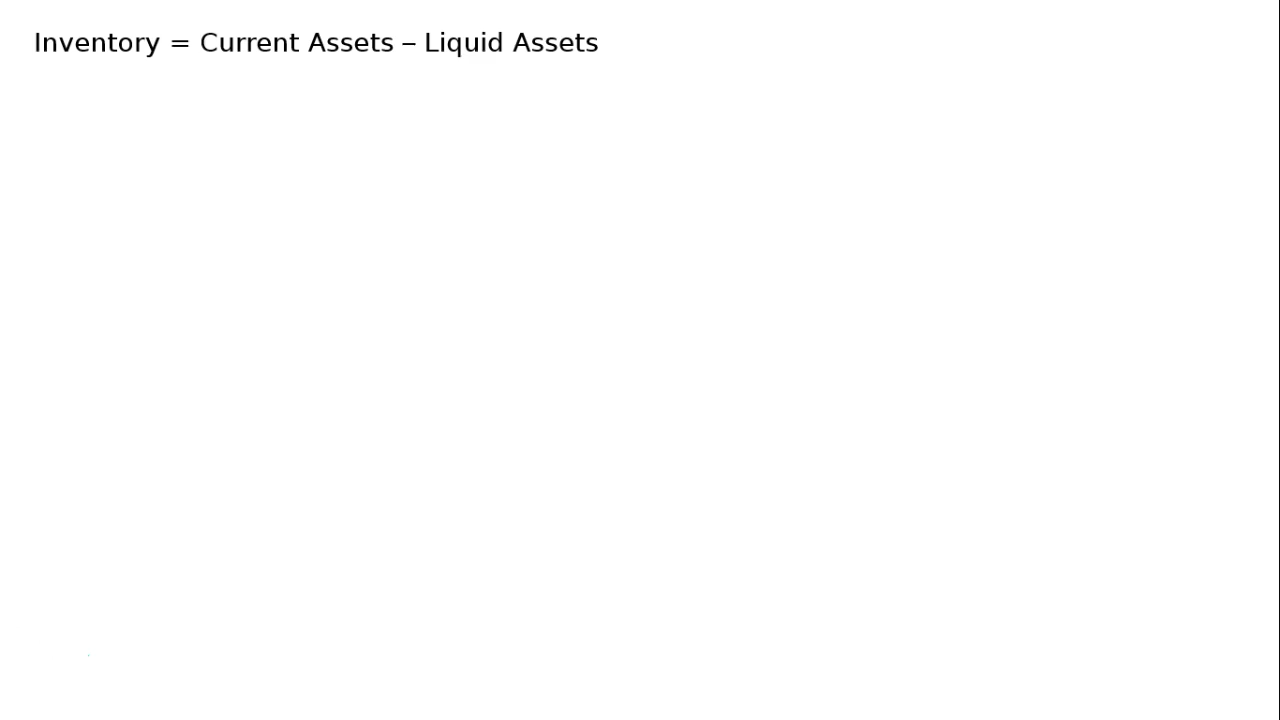 Inventory = Current Assets – Liquid Assets